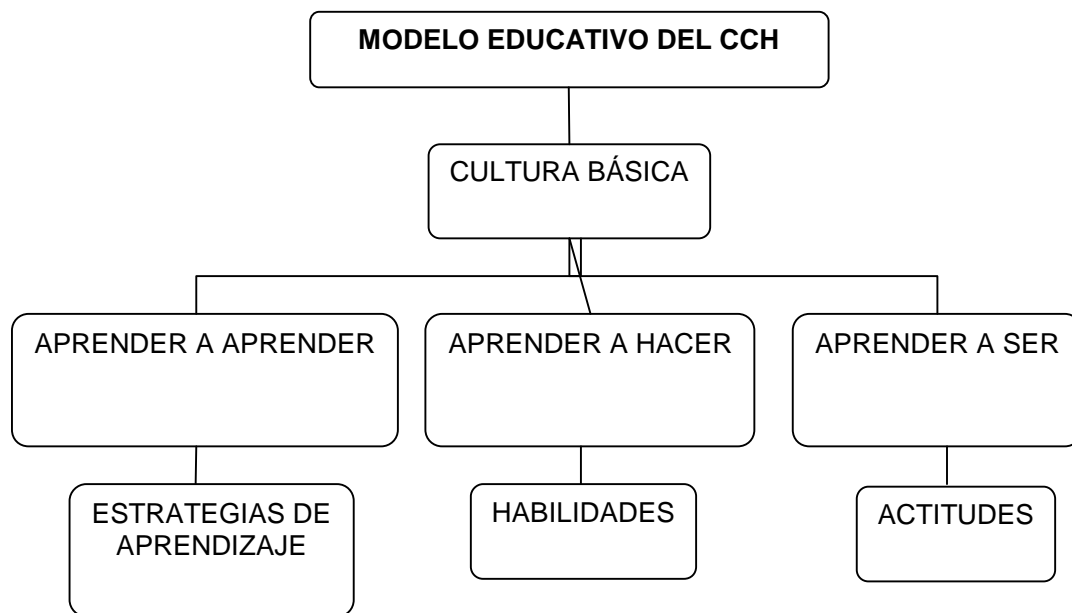 MODELO EDUCATIVO DEL CCH
CULTURA BÁSICA
APRENDER A APRENDER
APRENDER A HACER
APRENDER A SER
ESTRATEGIAS DE
APRENDIZAJE
HABILIDADES
ACTITUDES